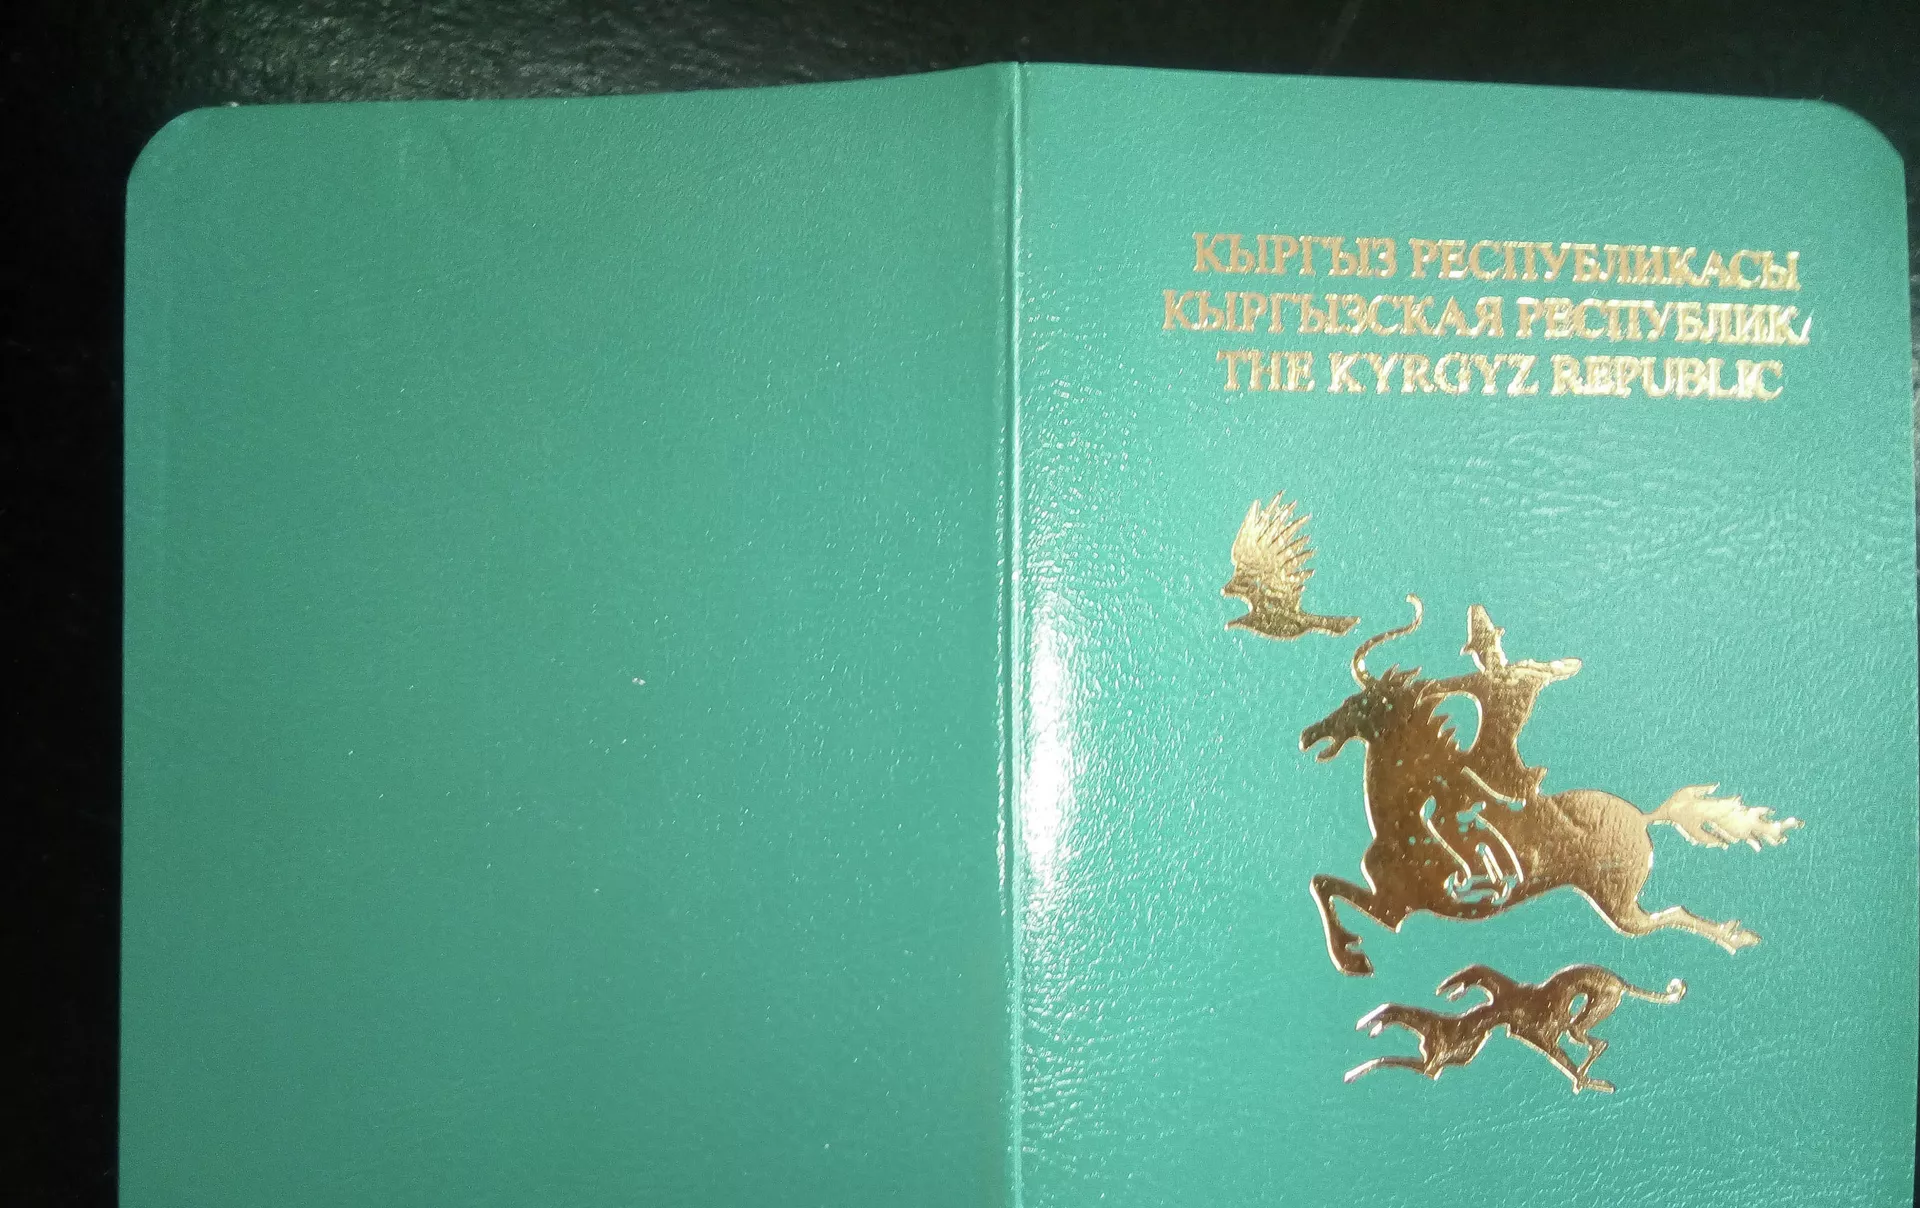 КЫРГЫЗ РЕСПУБЛИКАСЫ
КЫРГЫЗСКАЯ РЕСПУБЛИКА
THE KYRGYZ REPUBLIC